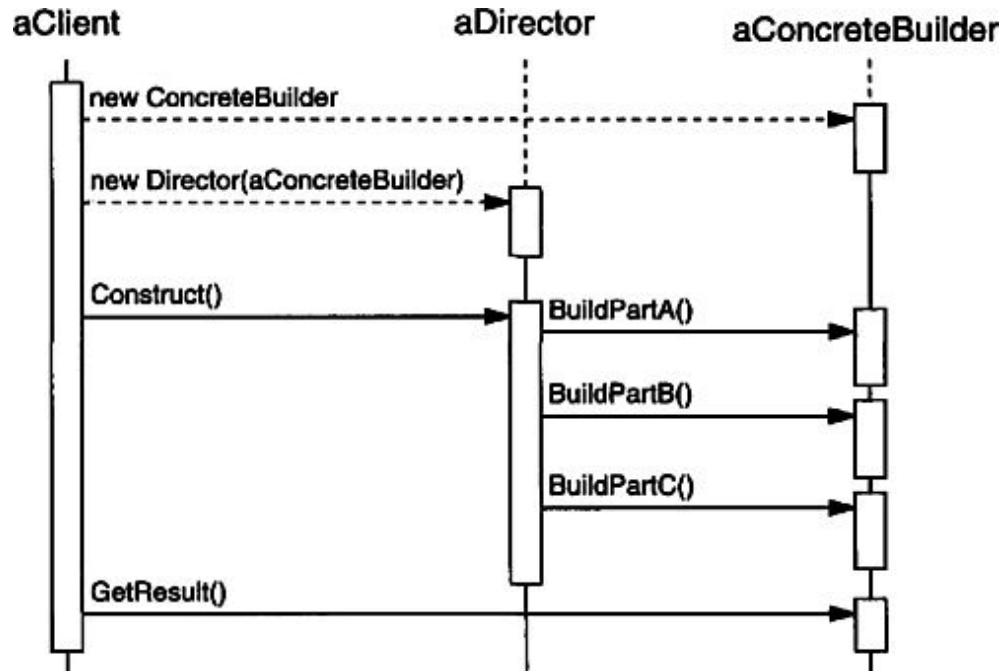 aClient
aDirector
aConcreteBuilder
new ConcreteBuilder
new Director(aConcreteBuilder)
Construct()
BuildPartA()
BuildPartB()
BuildPartC()
GetResult()